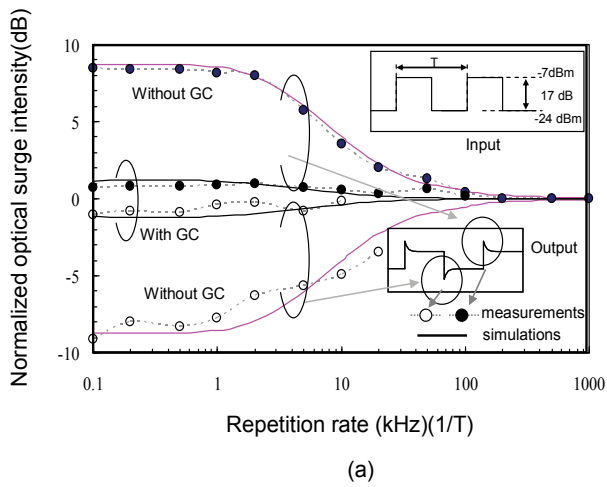 Normalized optical surge intensity(dB)
10
5
0
-5
-10
Without GC
With GC
Without GC
T
-7dBm
17 dB
-24 dBm
Input
Output
measurements
simulations
0.1
1
10
100
1000
Repetition rate (kHz)(1/T)
(a)